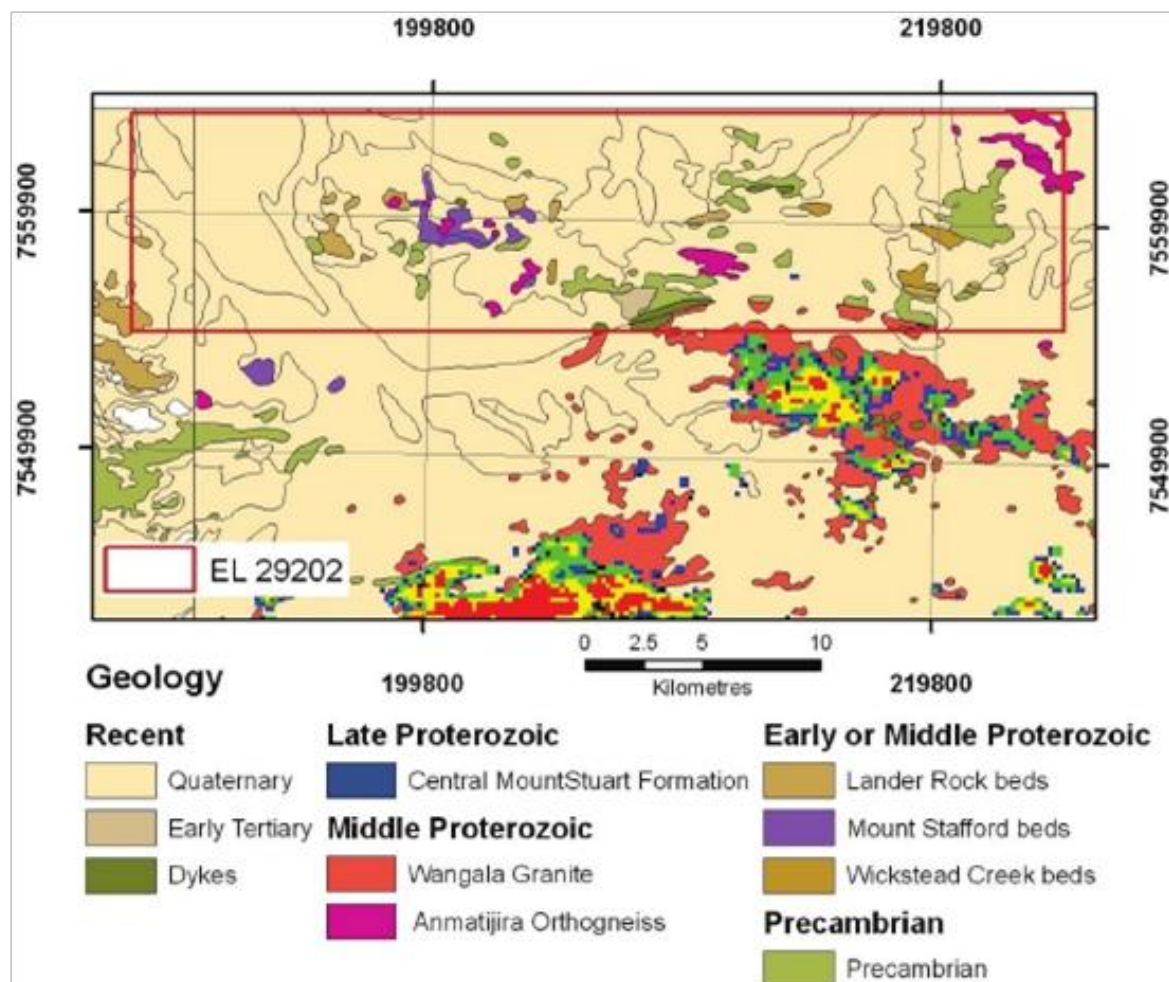 199800 219800
7559900 7559900
7549900 7549900
EL 29202
0 2.5 5 10
Kilometres
199800 219800
Geology
Recent
Quaternary
Early Tertiary
Dykes
Late Proterozoic
Central MountStuart Formation
Middle Proterozoic
Wangala Granite
Anmatijira Orthogneiss
Early or Middle Proterozoic
Lander Rock beds
Mount Stafford beds
Wickstead Creek beds
Precambrian
Precambrian